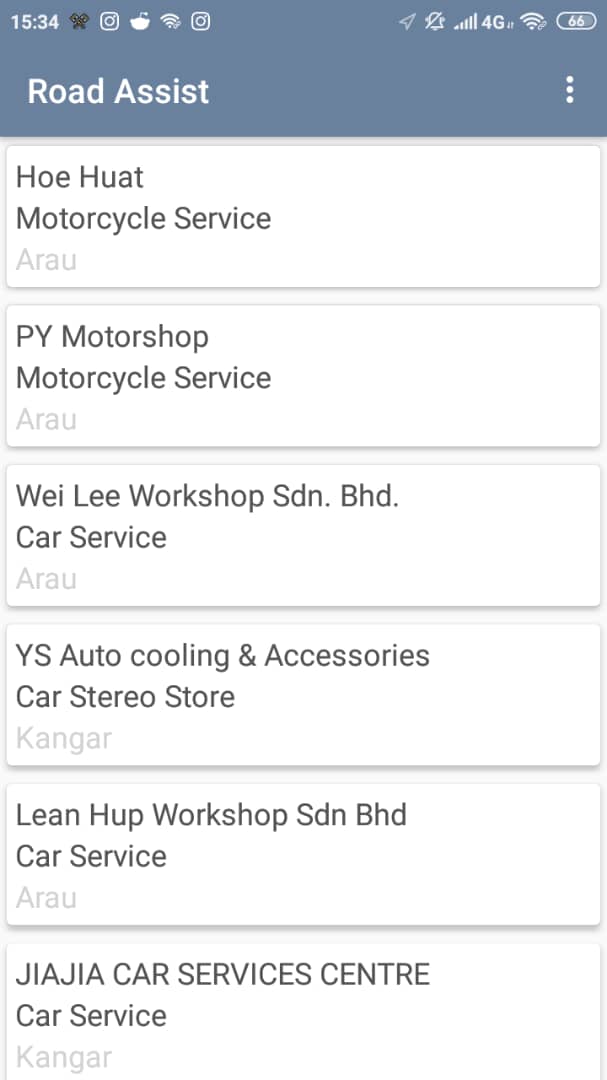 15:34 4G 66
Road Assist
Hoe Huat
Motorcycle Service
Arau
PY Motorshop
Motorcycle Service
Arau
Wei Lee Workshop Sdn. Bhd.
Car Service
Arau
YS Auto cooling & Accessories
Car Stereo Store
Kangar
Lean Hup Workshop Sdn Bhd
Car Service
Arau
JIAJIA CAR SERVICES CENTRE
Car Service
Kangar